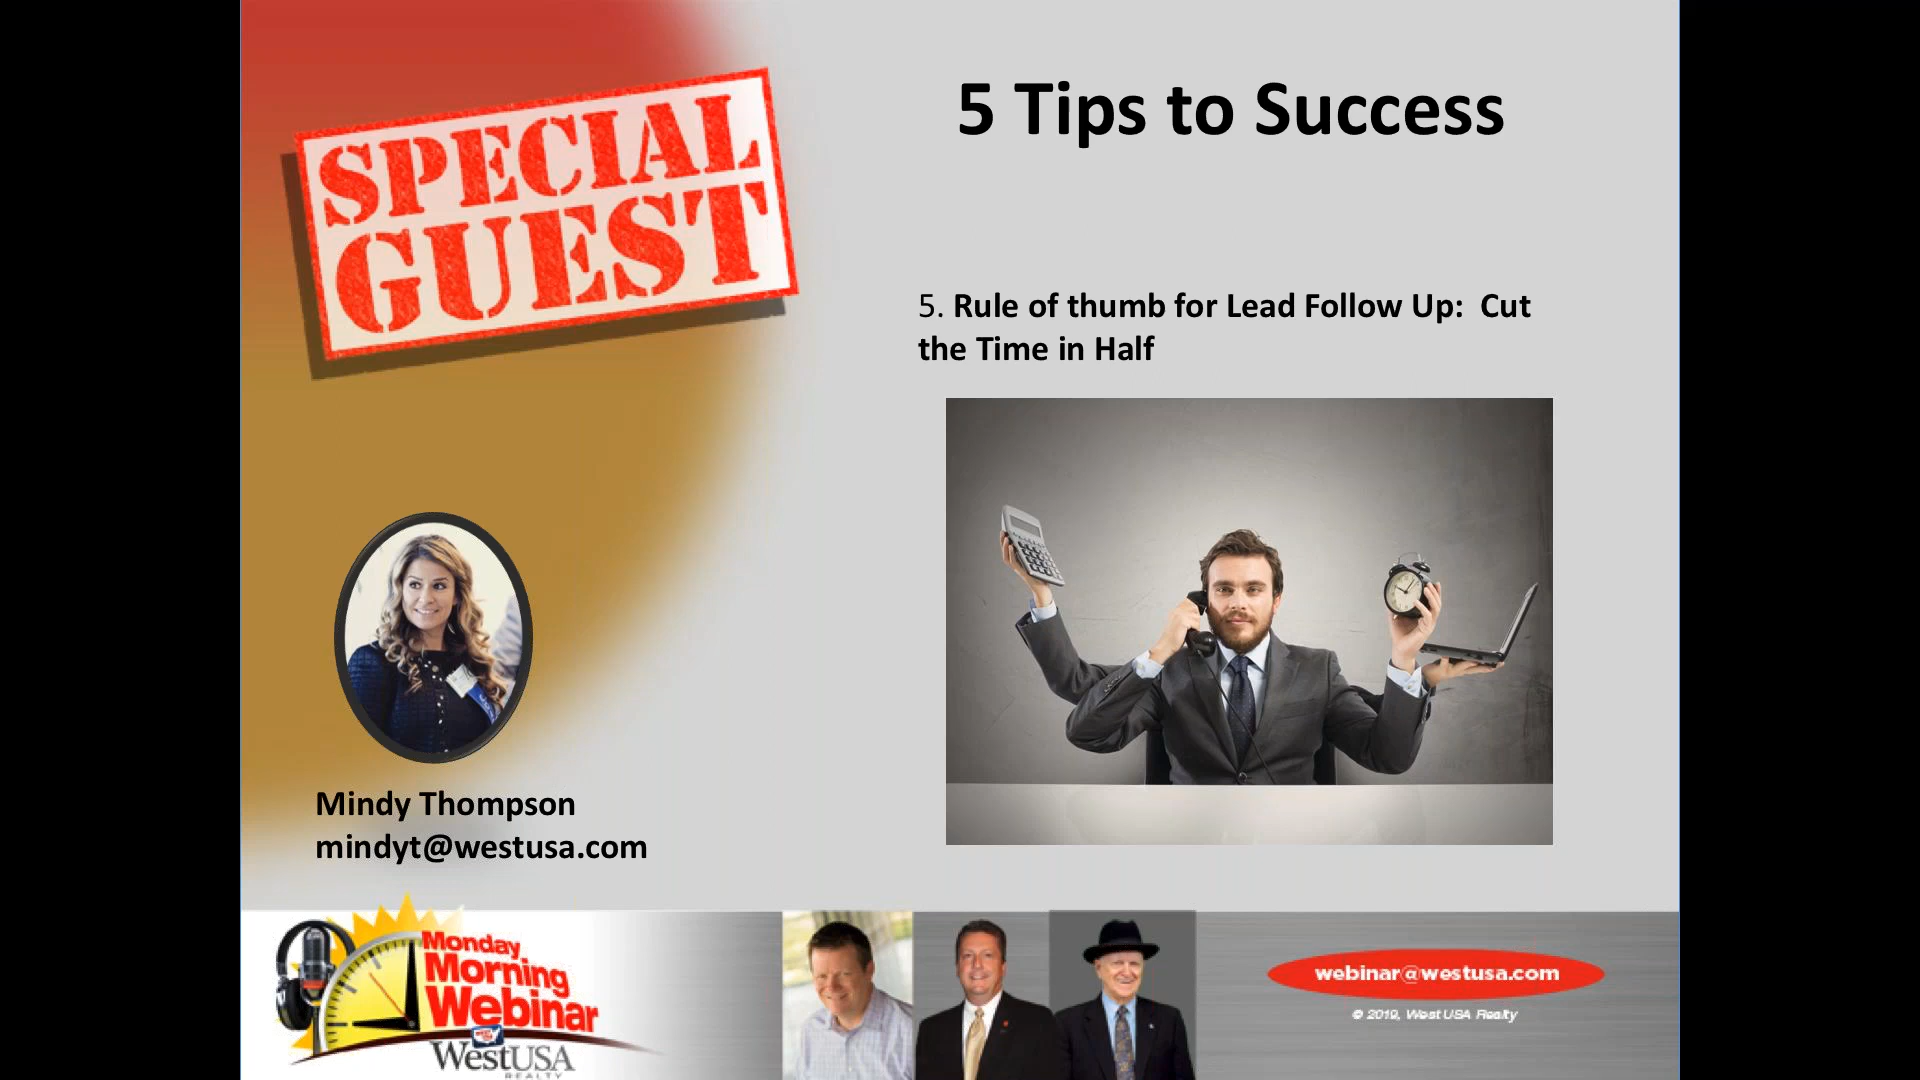 SPECIAL
GUEST
5 Tips to Success
5. Rule of thumb for Lead Follow Up:  Cut
the Time in Half
Mindy Thompson
mindyt@westusa.com
Monday
Morning
Webinar
WestUSA
REALTY
webinar@westusa.com
© 2019, West USA Realty